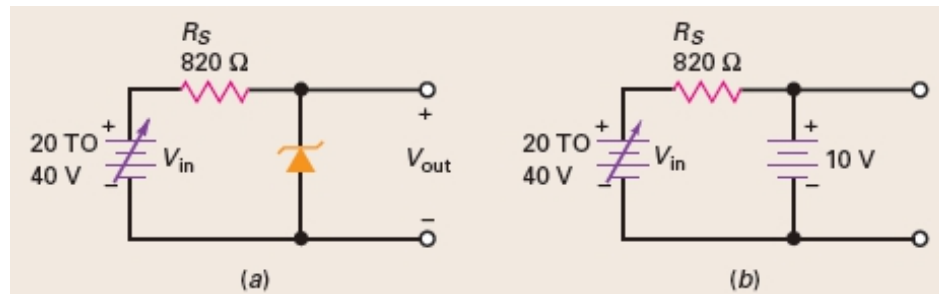 R_S
820 Ω
+
20 TO
40 V
V_in
−
+
V_out
−
(a)
R_S
820 Ω
+
20 TO
40 V
V_in
−
+
10 V
−
(b)